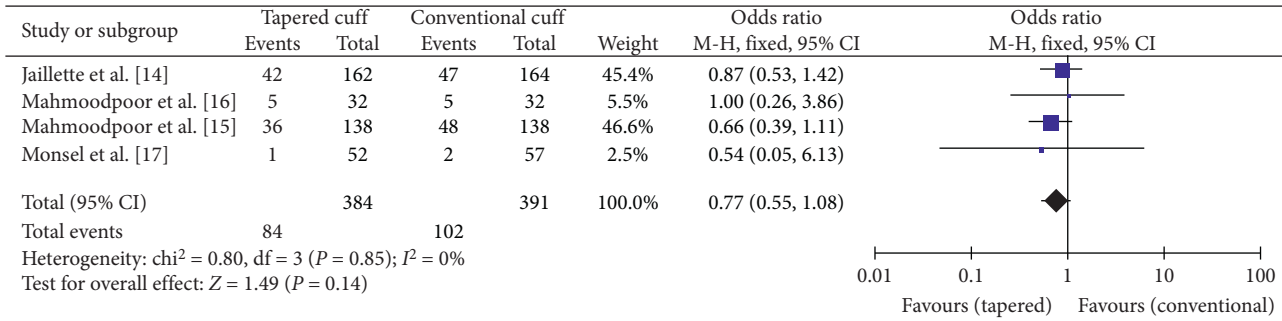 Study or subgroup Tapered cuff Conventional cuff Odds ratio Odds ratio
Events Total Events Total Weight M-H, fixed, 95% CI M-H, fixed, 95% CI
Jaillette et al. [14] 42 162 47 164 45.4% 0.87 (0.53, 1.42)
Mahmoodpoor et al. [16] 5 32 5 32 5.5% 1.00 (0.26, 3.86)
Mahmoodpoor et al. [15] 36 138 48 138 46.6% 0.66 (0.39, 1.11)
Monsel et al. [17] 1 52 2 57 2.5% 0.54 (0.05, 6.13)
Total (95% CI) 384 391 100.0% 0.77 (0.55, 1.08)
Total events 84 102
Heterogeneity: chi² = 0.80, df = 3 (P = 0.85); I² = 0%
Test for overall effect: Z = 1.49 (P = 0.14)
0.01 0.1 1 10 100
Favours (tapered) Favours (conventional)